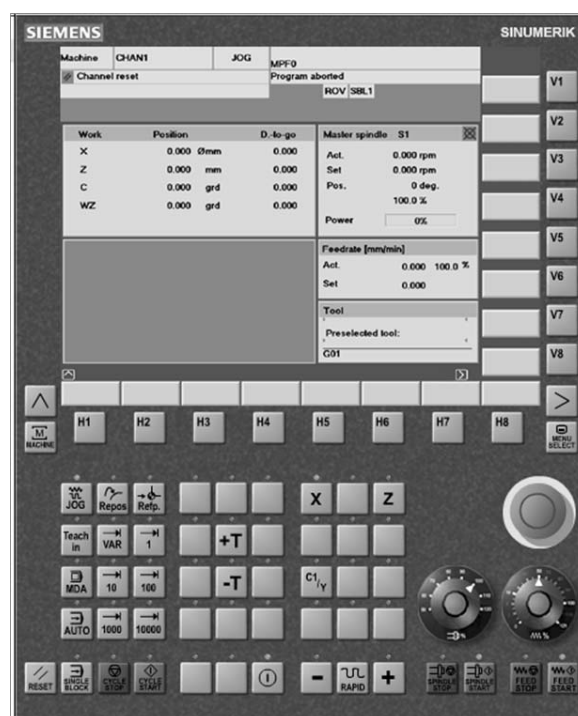 SIEMENS SINUMERIK
Machine CHAN1 JOG MPF0
Channel reset Program aborted
ROV SBL1
V1
V2
V3
V4
V5
V6
V7
V8
Work Position D.-to-go
X 0.000 Ømm 0.000
Z 0.000 mm 0.000
C 0.000 grd 0.000
WZ 0.000 grd 0.000
Master spindle S1
Act. 0.000 rpm
Set 0.000 rpm
Pos. 0 deg.
100.0 %
Power 0%
Feedrate [mm/min]
Act. 0.000 100.0 %
Set 0.000
Tool
Preselected tool:
G01
M
MACHINE
H1 H2 H3 H4 H5 H6 H7 H8
MENU
SELECT
JOG Repos Refp. X Z
Teach
in VAR 1 +T
MDA 10 100 -T C1/Y
AUTO 1000 10000
RESET
SINGLE
BLOCK
CYCLE
STOP
CYCLE
START
-
RAPID
+
SPINDLE
STOP
SPINDLE
START
FEED
STOP
FEED
START